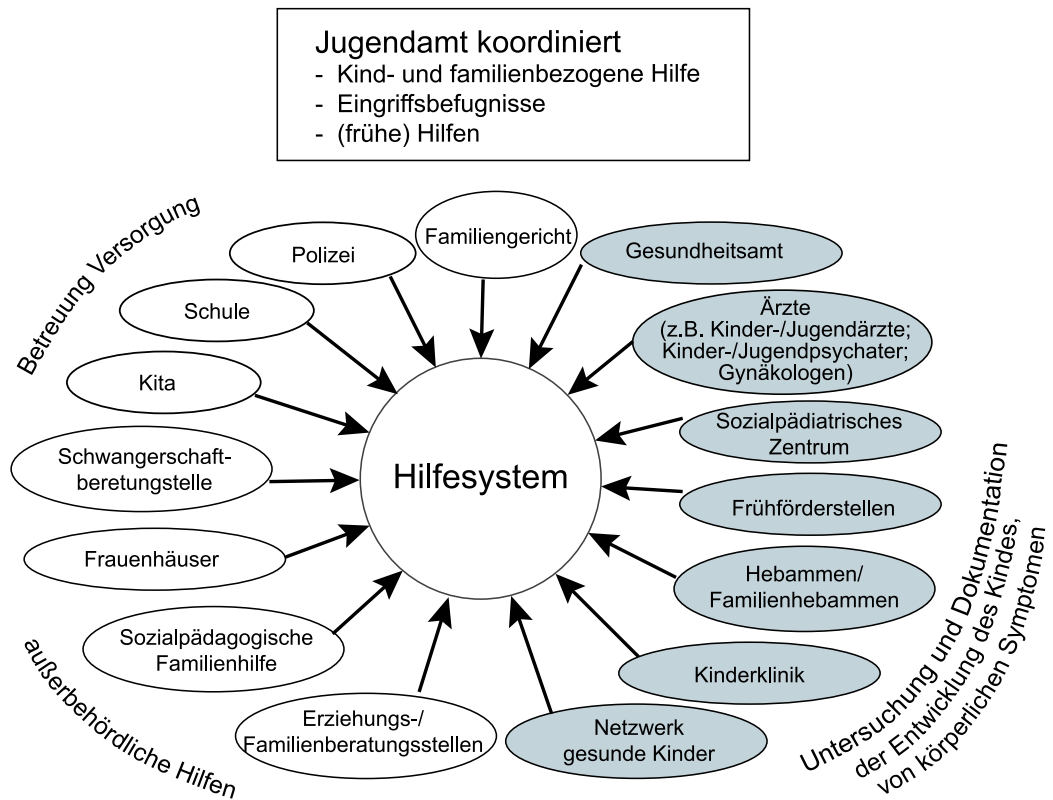 Jugendamt koordiniert
- Kind- und familienbezogene Hilfe
- Eingriffsbefugnisse
- (frühe) Hilfen
Betreuung Versorgung
Familiengericht
Polizei
Gesundheitsamt
Schule
Ärzte
(z.B. Kinder-/Jugendärzte;
Kinder-/Jugendpsychater;
Gynäkologen)
Kita
Sozialpädiatrisches
Zentrum
Schwangerschaft-
beretungstelle
Hilfesystem
Frühförderstellen
Frauenhäuser
Hebammen/
Familienhebammen
Sozialpädagogische
Familienhilfe
Kinderklinik
Erziehungs-/
Familienberatungsstellen
Netzwerk
gesunde Kinder
außerbehördliche Hilfen
Untersuchung und Dokumentation
der Entwicklung des Kindes,
von körperlichen Symptomen